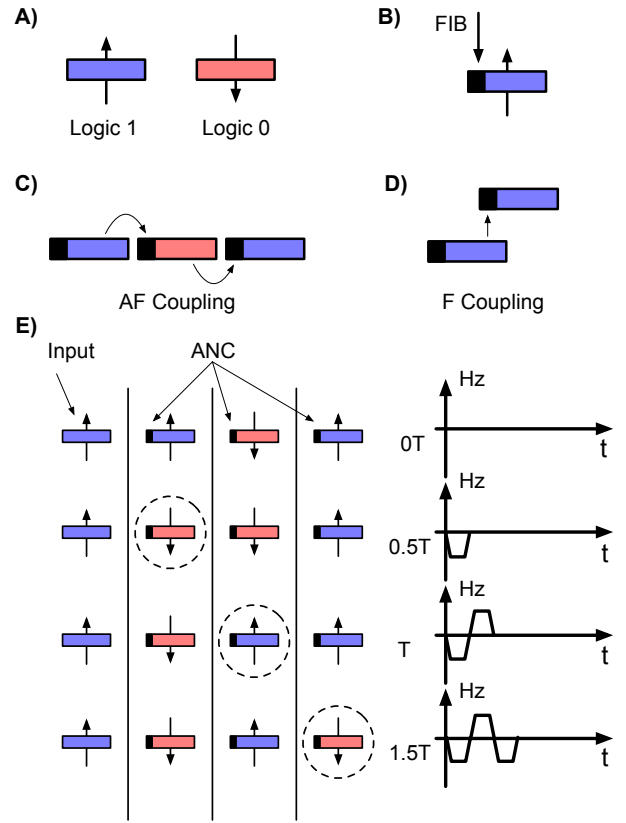 A)
B)
FIB
Logic 1
Logic 0
C)
D)
AF Coupling
F Coupling
E)
Input
ANC
Hz
0T
t
Hz
0.5T
t
Hz
T
t
Hz
1.5T
t